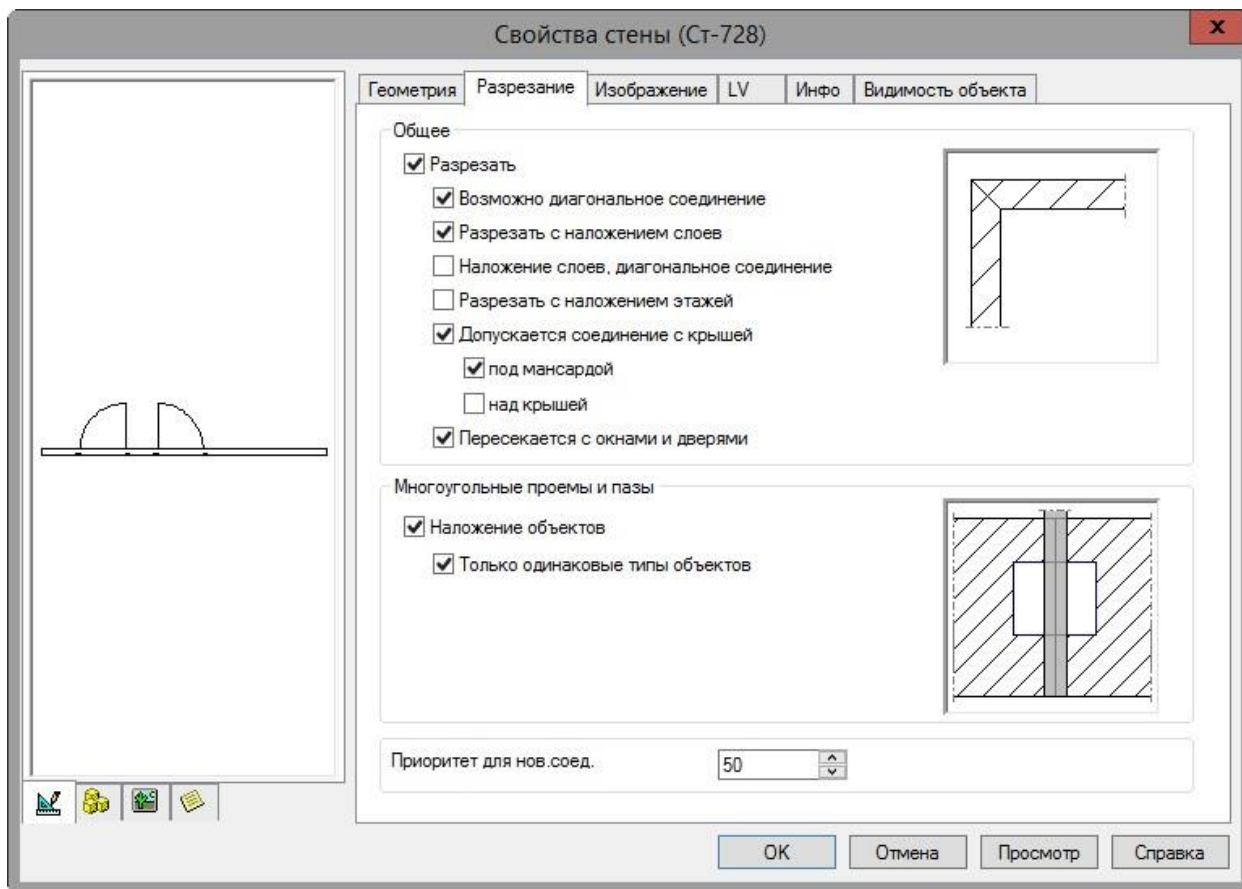 Свойства стены (Ст-728)
x
Геометрия Разрезание Изображение LV Инфо Видимость объекта
Общее
Разрезать
Возможно диагональное соединение
Разрезать с наложением слоев
Наложение слоев, диагональное соединение
Разрезать с наложением этажей
Допускается соединение с крышей
под мансардой
над крышей
Пересекается с окнами и дверями
Многоугольные проемы и пазы
Наложение объектов
Только одинаковые типы объектов
Приоритет для нов.соед. 50
OK Отмена Просмотр Справка